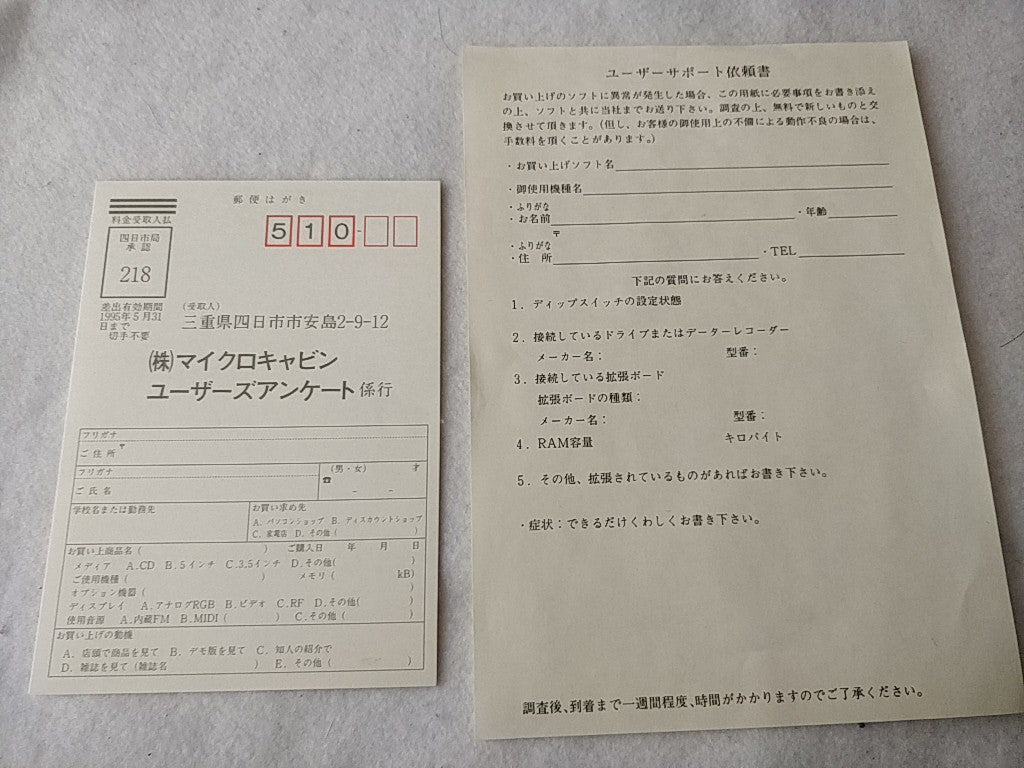 郵便はがき
料金受取人払
四日市局
承認
218
510-
差出有効期間
1995年5月31
日まで
切手不要
(受取人)
三重県四日市市安島2-9-12
(株)マイクロキャビン
ユーザーズアンケート係行
フリガナ
〒
ご住所
フリガナ
(男・女) 才
ご氏名
☎ - -
学校名または勤務先
お買い求め先
A. パソコンショップ B. ディスカウントショップ
C. 家電店 D. その他( )
お買い上商品名( ) ご購入日 年 月 日
メディア A.CD B.5インチ C.3.5インチ D.その他( )
ご使用機種( ) メモリ( kB)
オプション機器( )
ディスプレイ A.アナログRGB B.ビデオ C.RF D.その他( )
使用音源 A.内蔵FM B.MIDI( ) C.その他( )
お買い上げの動機
A. 店頭で商品を見て B. デモ版を見て C. 知人の紹介で
D. 雑誌を見て(雑誌名 ) E. その他( )
ユーザーサポート依頼書
お買い上げのソフトに異常が発生した場合、この用紙に必要事項をお書き添え
の上、ソフトと共に当社までお送り下さい。調査の上、無料で新しいものと交
換させて頂きます。(但し、お客様の御使用上の不備による動作不良の場合は、
手数料を頂くことがあります。)
・お買い上げソフト名
・御使用機種名
・ふりがな
・お名前 ・年齢
〒
・ふりがな
・住 所 ・TEL
下記の質問にお答えください。
1. ディップスイッチの設定状態
2. 接続しているドライブまたはデーターレコーダー
メーカー名: 型番:
3. 接続している拡張ボード
拡張ボードの種類:
メーカー名: 型番:
4. RAM容量 キロバイト
5. その他、拡張されているものがあればお書き下さい。
・症状:できるだけくわしくお書き下さい。
調査後、到着まで一週間程度、時間がかかりますのでご了承ください。